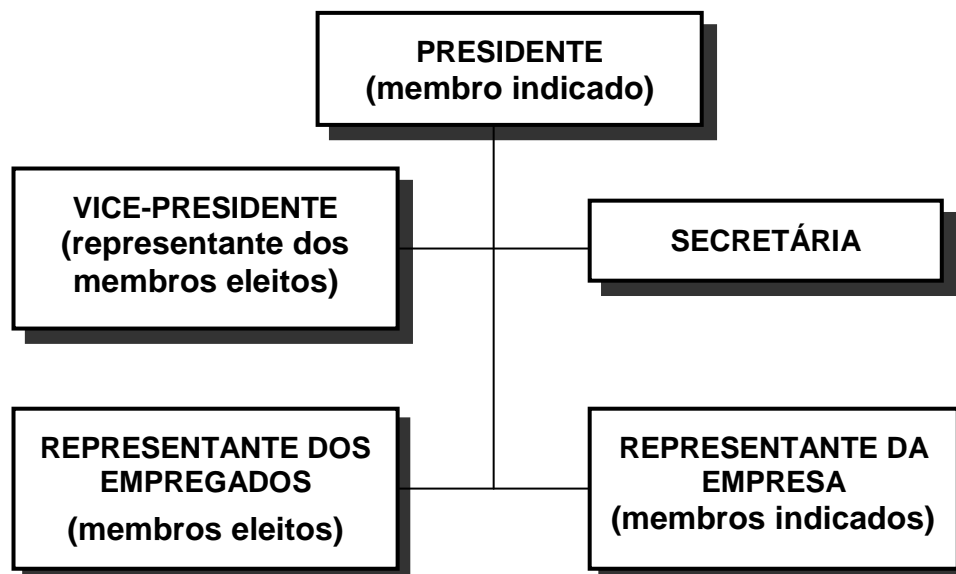 PRESIDENTE
(membro indicado)
VICE-PRESIDENTE
(representante dos
membros eleitos)
SECRETÁRIA
REPRESENTANTE DOS
EMPREGADOS
(membros eleitos)
REPRESENTANTE DA
EMPRESA
(membros indicados)